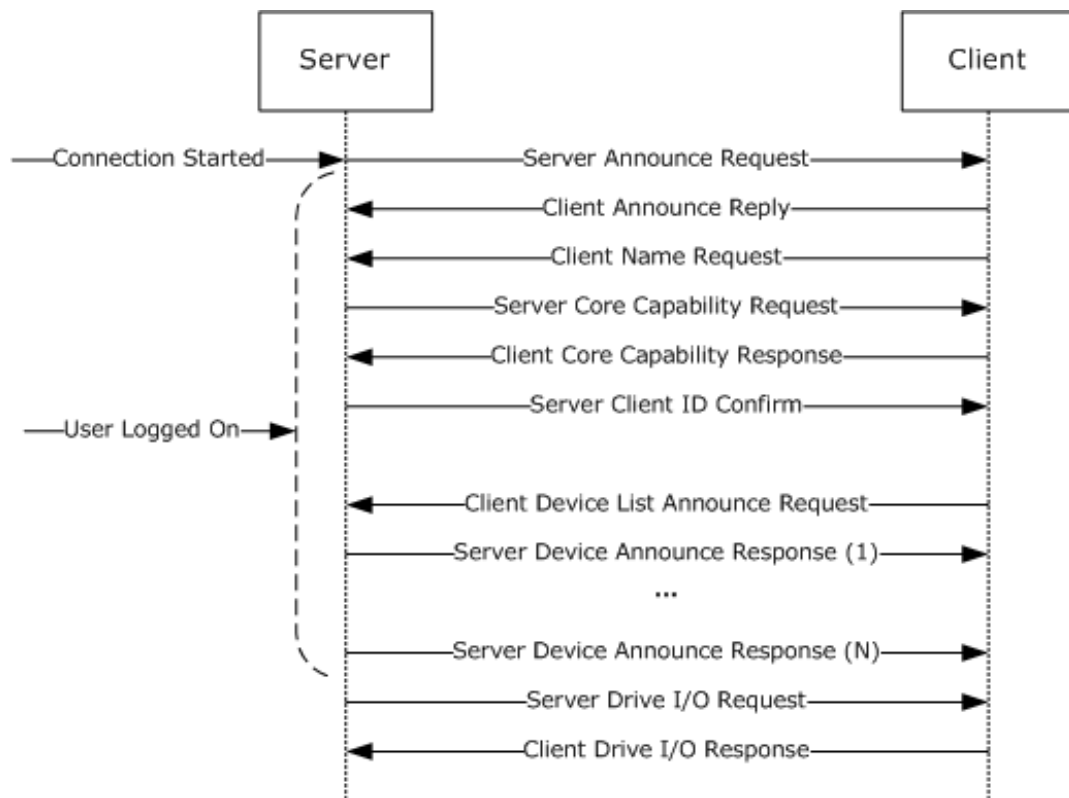 Server
Client
Connection Started
Server Announce Request
Client Announce Reply
Client Name Request
Server Core Capability Request
Client Core Capability Response
Server Client ID Confirm
User Logged On
Client Device List Announce Request
Server Device Announce Response (1)
...
Server Device Announce Response (N)
Server Drive I/O Request
Client Drive I/O Response